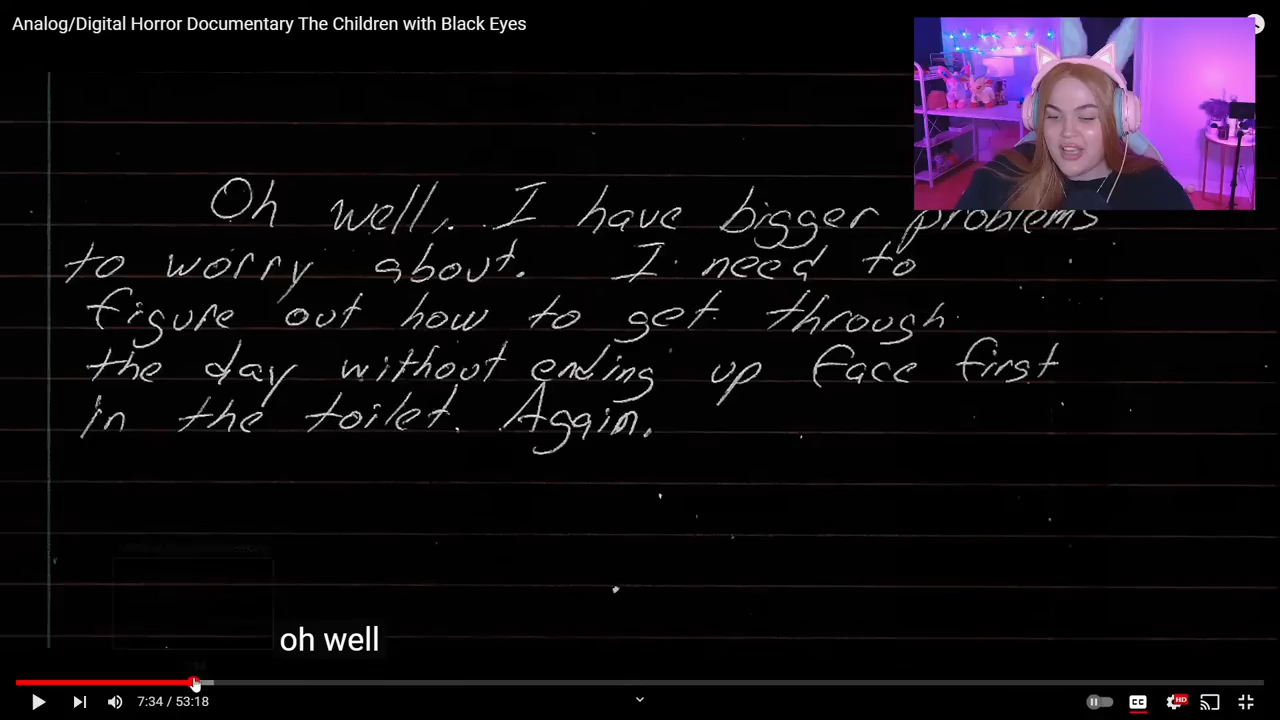 Analog/Digital Horror Documentary The Children with Black Eyes
Oh well,. I have bigger problems
to worry about. I need to
figure out how to get through
the day without ending up face first
in the toilet. Again.
oh well
7:34 / 53:18
CC
HD